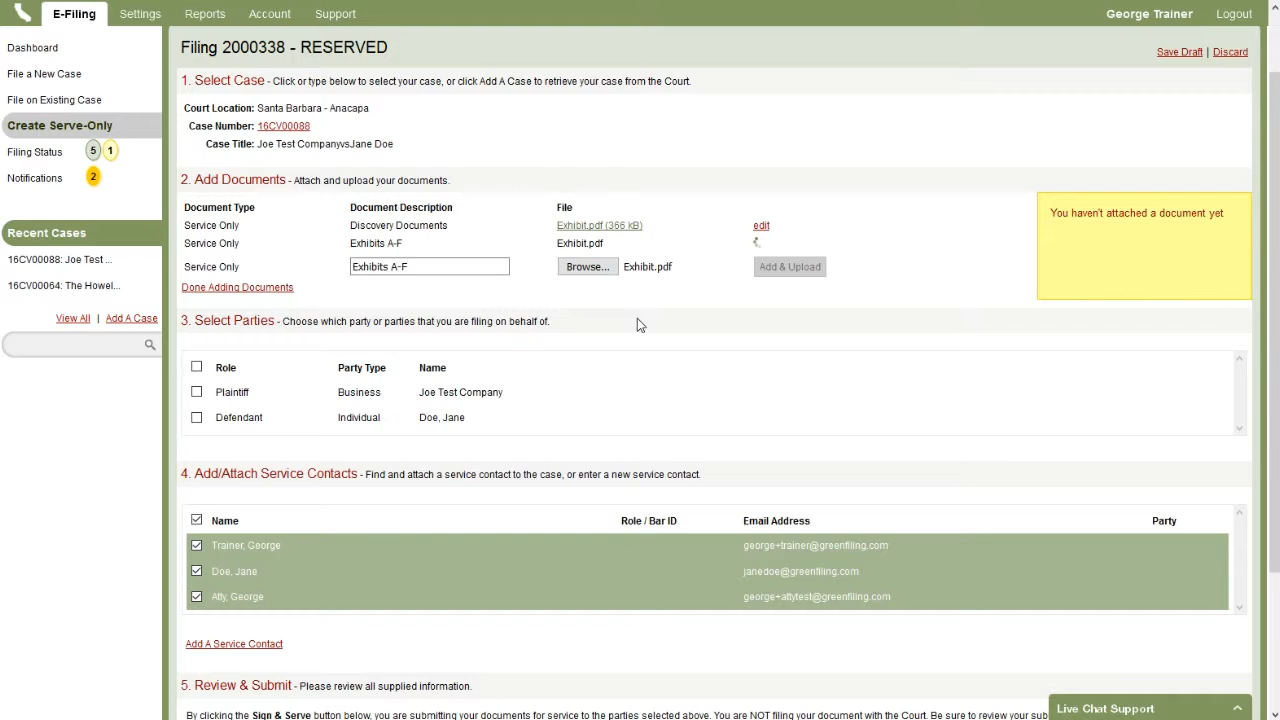 E-Filing Settings Reports Account Support George Trainer Logout
Dashboard
File a New Case
File on Existing Case
Create Serve-Only
Filing Status 5 1
Notifications 2
Recent Cases
16CV00088: Joe Test ...
16CV00064: The Howel...
View All | Add A Case
Filing 2000338 - RESERVED
Save Draft | Discard
1. Select Case - Click or type below to select your case, or click Add A Case to retrieve your case from the Court.
Court Location: Santa Barbara - Anacapa
Case Number: 16CV00088
Case Title: Joe Test CompanyvsJane Doe
2. Add Documents - Attach and upload your documents.
Document Type Document Description File
Service Only Discovery Documents Exhibit.pdf (366 kB) edit
Service Only Exhibits A-F Exhibit.pdf
Service Only Exhibits A-F Browse... Exhibit.pdf Add & Upload
Done Adding Documents
You haven't attached a document yet
3. Select Parties - Choose which party or parties that you are filing on behalf of.
Role Party Type Name
Plaintiff Business Joe Test Company
Defendant Individual Doe, Jane
4. Add/Attach Service Contacts - Find and attach a service contact to the case, or enter a new service contact.
Name Role / Bar ID Email Address Party
Trainer, George george+trainer@greenfiling.com
Doe, Jane janedoe@greenfiling.com
Atty, George george+attytest@greenfiling.com
Add A Service Contact
5. Review & Submit - Please review all supplied information.
By clicking the Sign & Serve button below, you are submitting your documents for service to the parties selected above. You are NOT filing your document with the Court. Be sure to review your sub
Live Chat Support